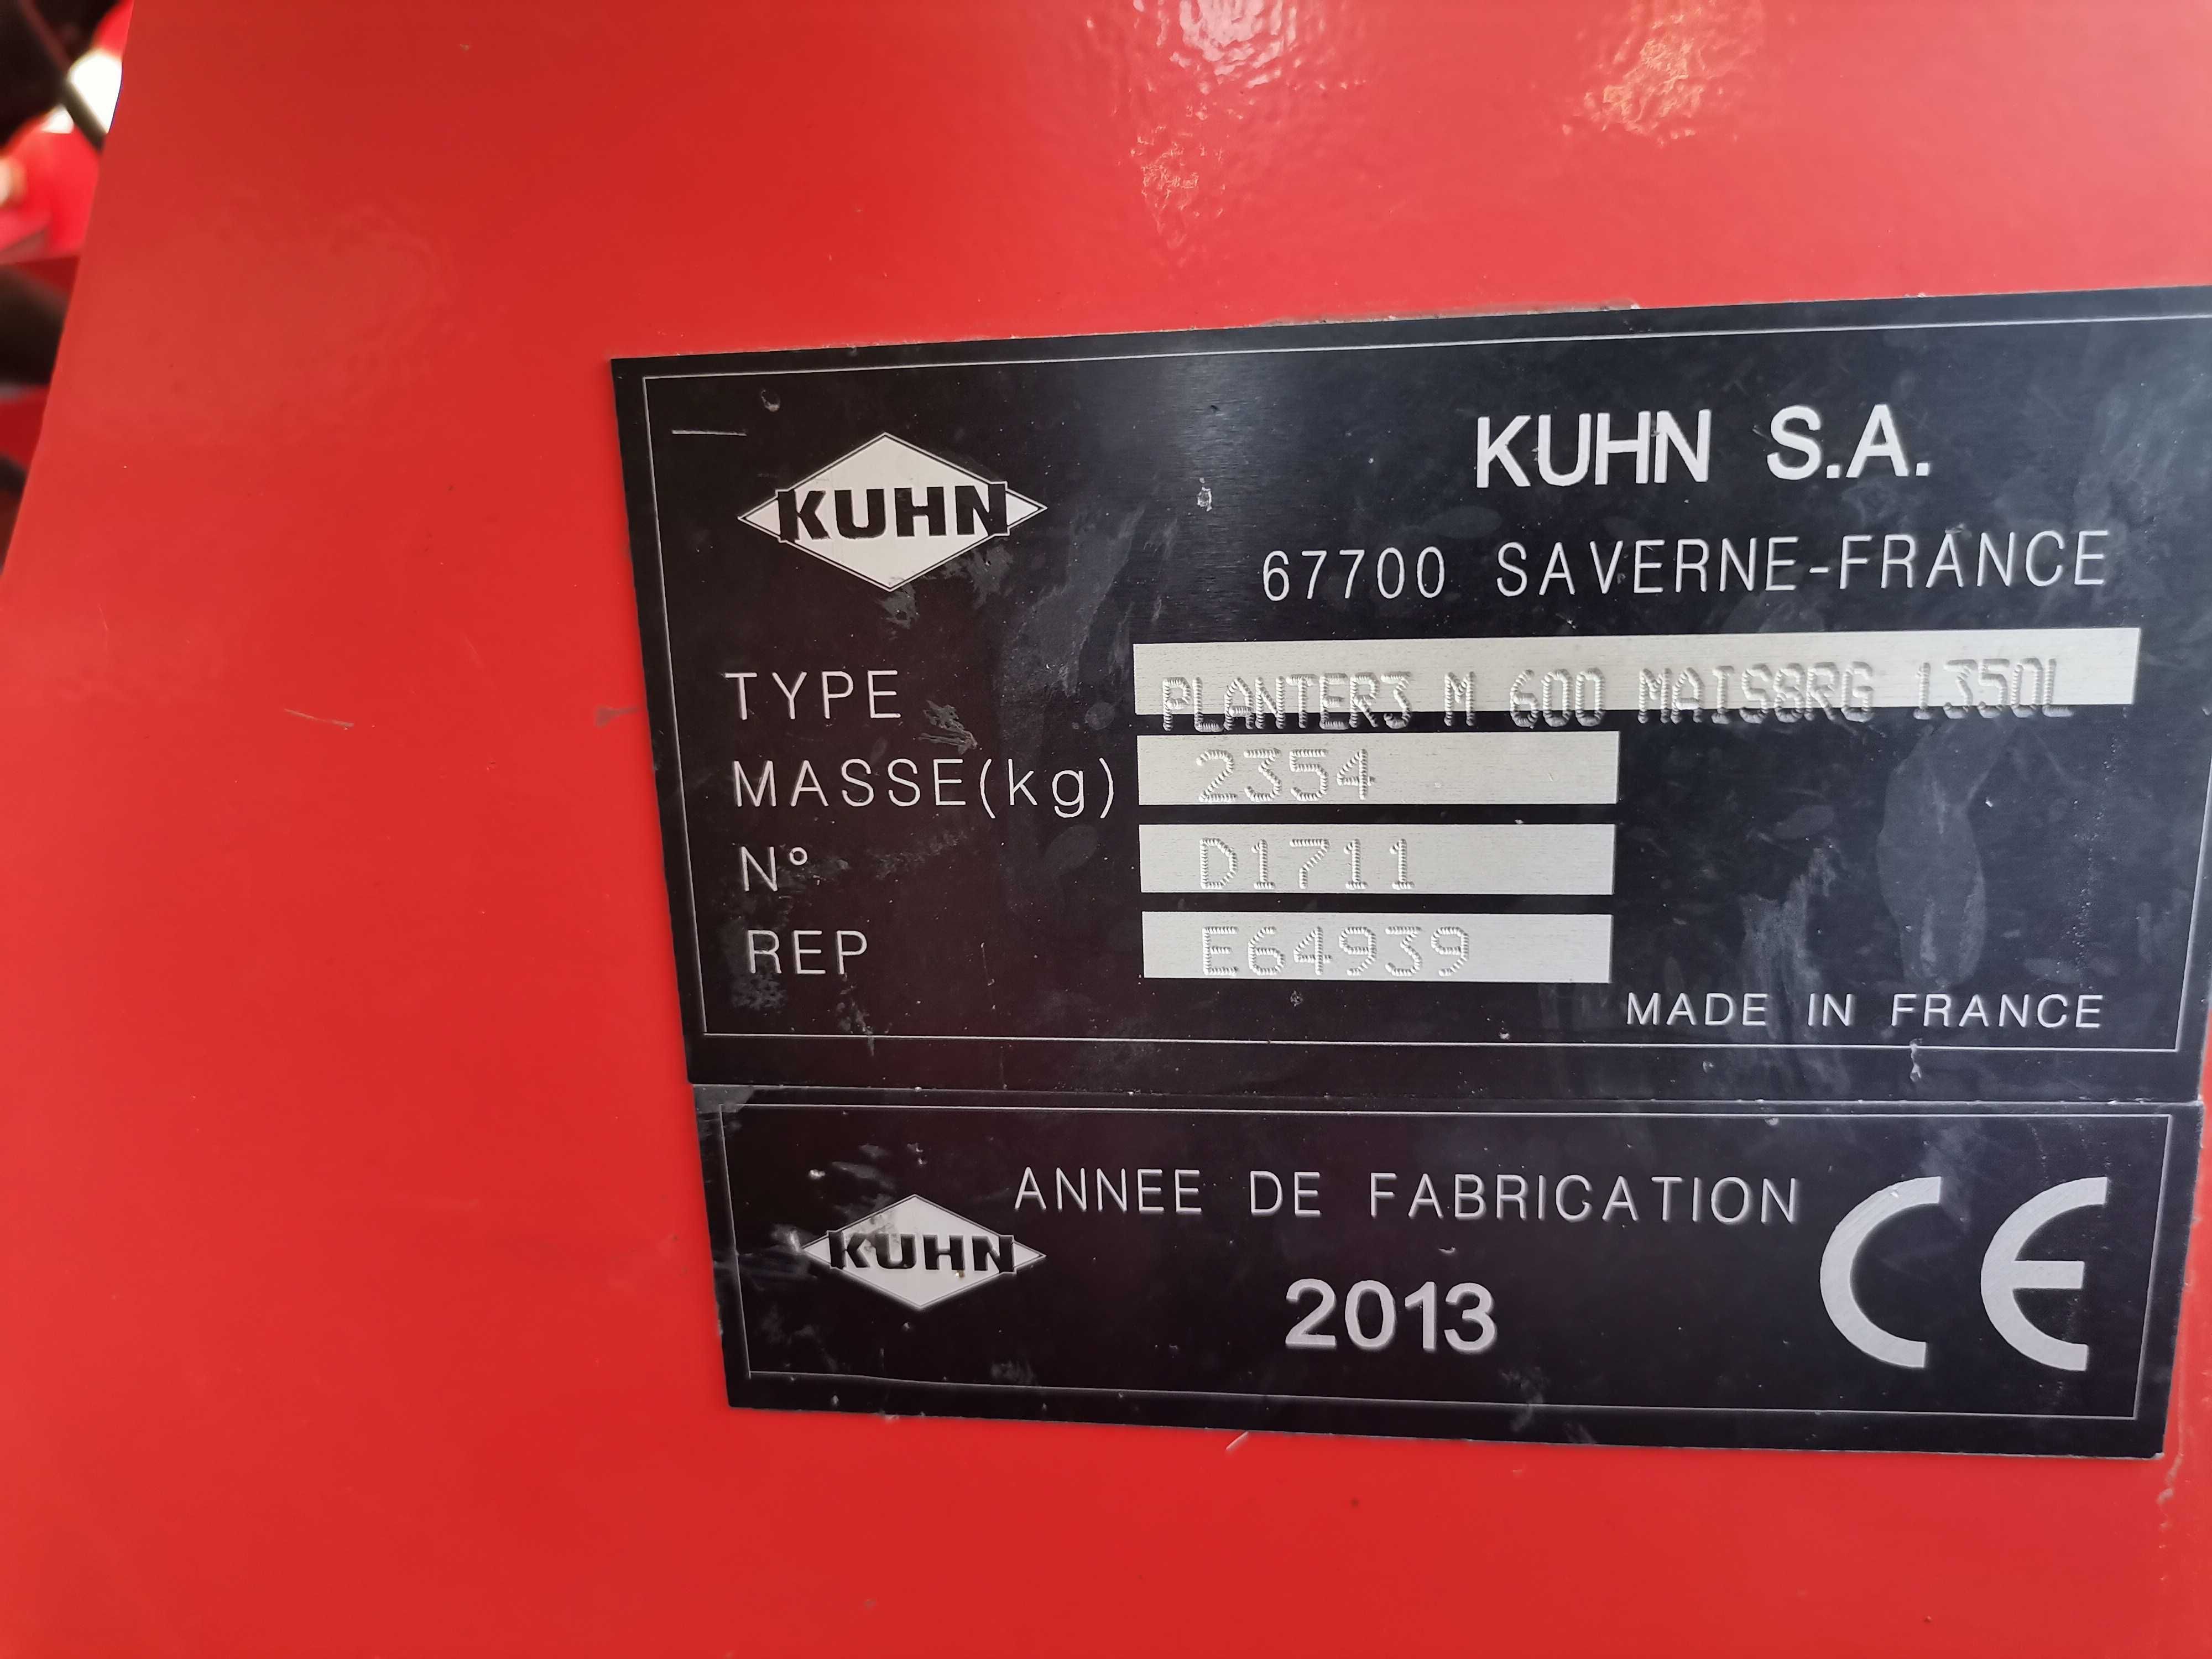 KUHN
KUHN S.A.
67700 SAVERNE-FRANCE
TYPE PLANTER3 M 600 MAIS8RG 1350L
MASSE(kg) 2354
N° D1711
REP E64939
MADE IN FRANCE
KUHN
ANNEE DE FABRICATION
2013
CE